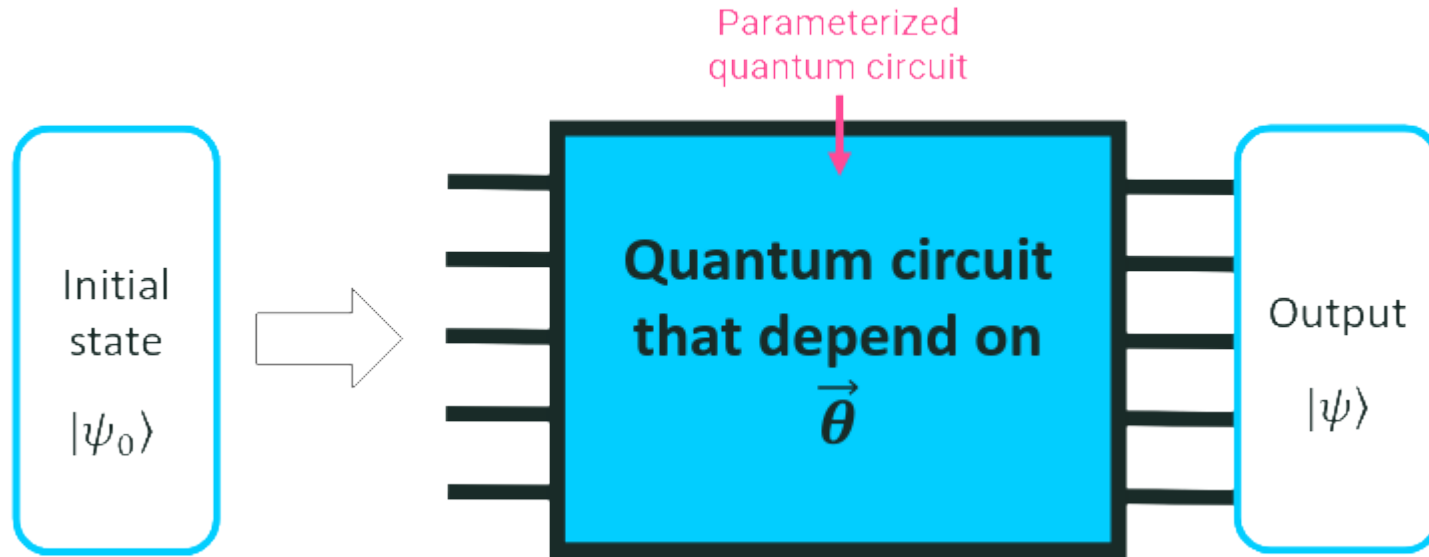 Parameterized
quantum circuit
Initial
state
|ψ₀⟩
Quantum circuit
that depend on
θ⃗
Output
|ψ⟩